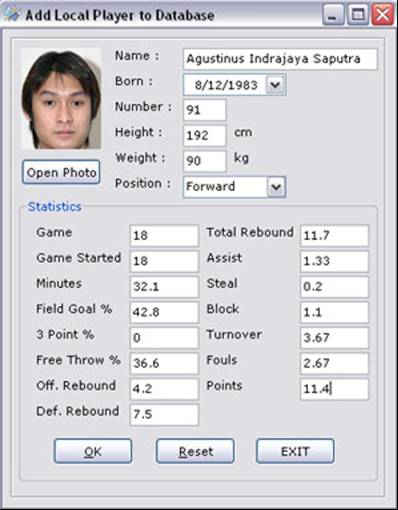 Add Local Player to Database
Name : Agustinus Indrajaya Saputra
Born : 8/12/1983
Number : 91
Height : 192 cm
Weight : 90 kg
Open Photo
Position : Forward
Statistics
Game 18 Total Rebound 11.7
Game Started 18 Assist 1.33
Minutes 32.1 Steal 0.2
Field Goal % 42.8 Block 1.1
3 Point % 0 Turnover 3.67
Free Throw % 36.6 Fouls 2.67
Off. Rebound 4.2 Points 11.4
Def. Rebound 7.5
OK Reset EXIT